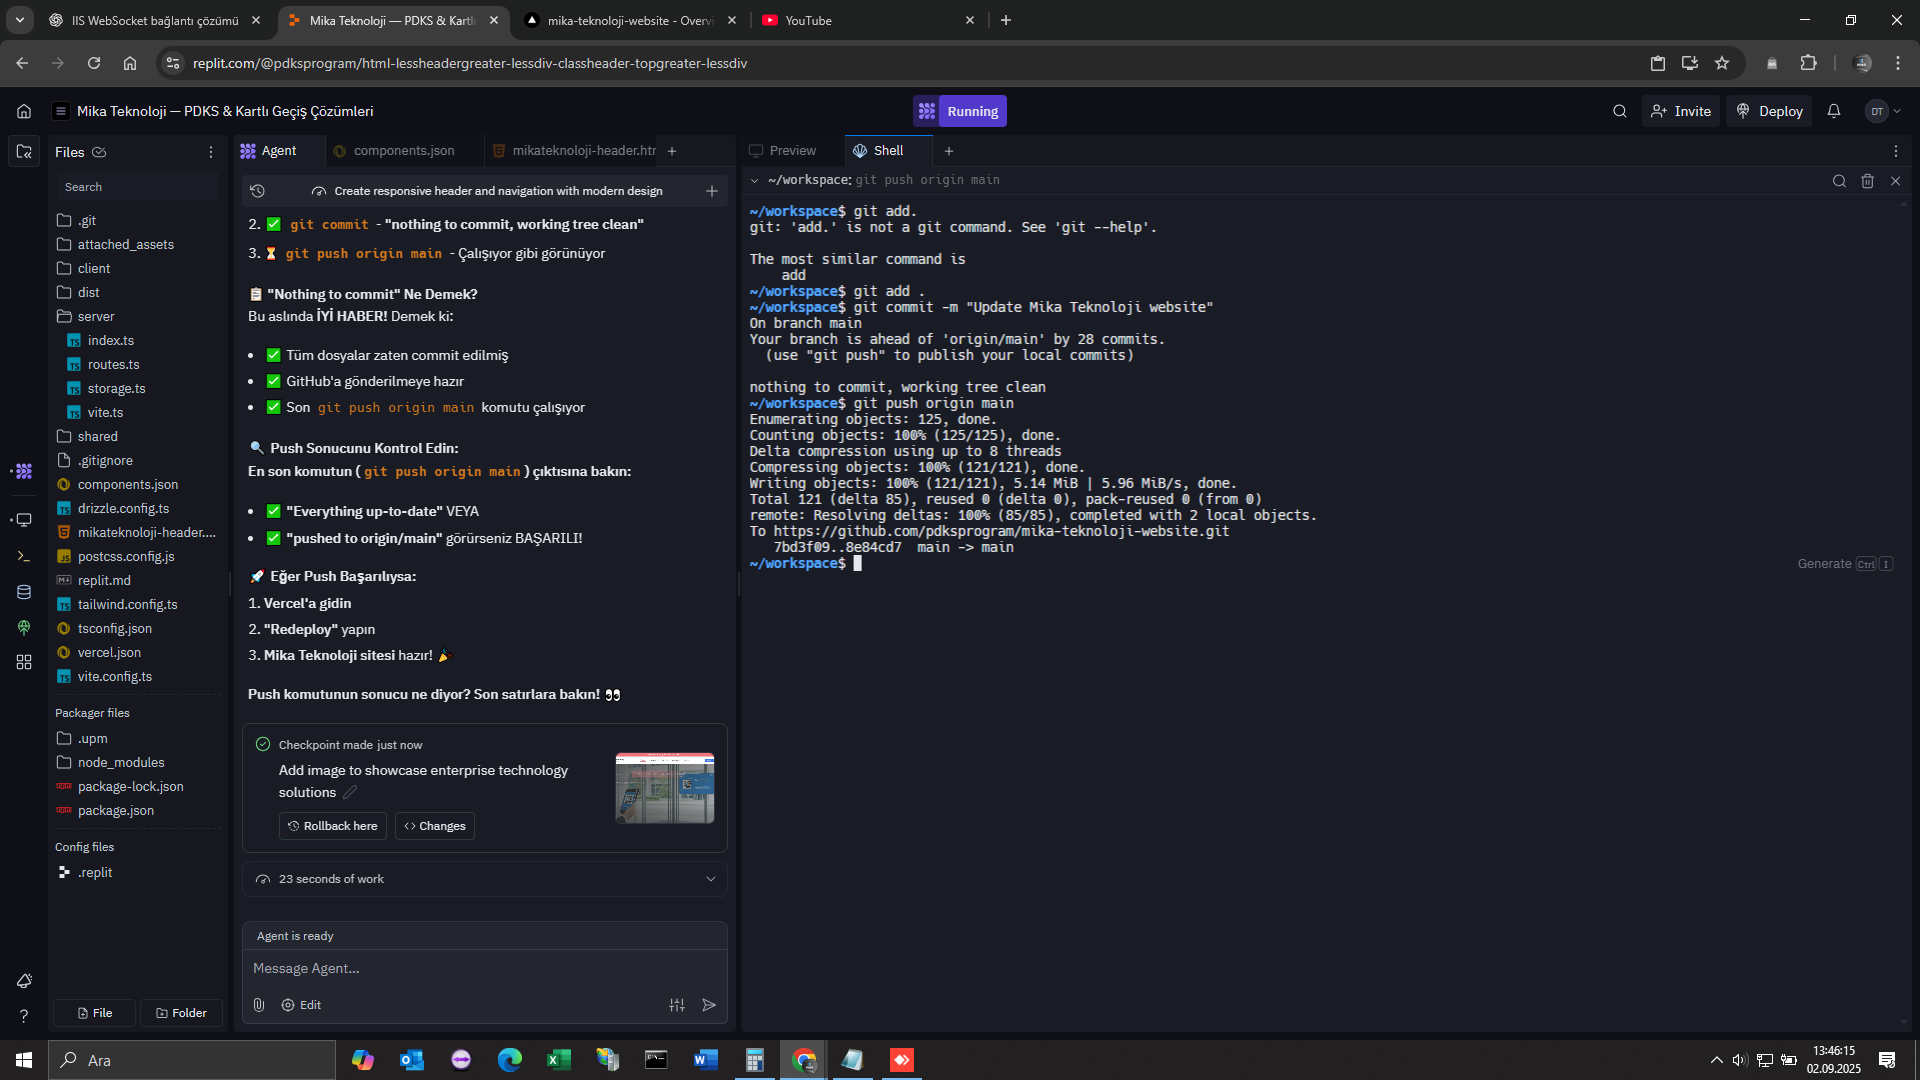 IIS WebSocket bağlantı çözümü
Mika Teknoloji — PDKS & Kartlı
mika-teknoloji-website - Overvi
YouTube
replit.com/@pdksprogram/html-lessheadergreater-lessdiv-classheader-topgreater-lessdiv
Mika Teknoloji — PDKS & Kartlı Geçiş Çözümleri
Running
Invite
Deploy
DT
Files
Search
.git
attached_assets
client
dist
server
index.ts
routes.ts
storage.ts
vite.ts
shared
.gitignore
components.json
drizzle.config.ts
mikateknoloji-header....
postcss.config.js
replit.md
tailwind.config.ts
tsconfig.json
vercel.json
vite.config.ts
Packager files
.upm
node_modules
package-lock.json
package.json
Config files
.replit
File
Folder
Agent
components.json
mikateknoloji-header.htm
Create responsive header and navigation with modern design
2. ✅ git commit - "nothing to commit, working tree clean"
3. ⏳ git push origin main - Çalışıyor gibi görünüyor
📋 "Nothing to commit" Ne Demek?
Bu aslında İYİ HABER! Demek ki:
• ✅ Tüm dosyalar zaten commit edilmiş
• ✅ GitHub'a gönderilmeye hazır
• ✅ Son git push origin main komutu çalışıyor
🔍 Push Sonucunu Kontrol Edin:
En son komutun ( git push origin main ) çıktısına bakın:
• ✅ "Everything up-to-date" VEYA
• ✅ "pushed to origin/main" görürseniz BAŞARILI!
🚀 Eğer Push Başarılıysa:
1. Vercel'a gidin
2. "Redeploy" yapın
3. Mika Teknoloji sitesi hazır! 🎉
Push komutunun sonucu ne diyor? Son satırlara bakın! 👀
Checkpoint made just now
Add image to showcase enterprise technology
solutions
Rollback here
Changes
23 seconds of work
Agent is ready
Message Agent...
Edit
Preview
Shell
~/workspace: git push origin main
~/workspace$ git add.
git: 'add.' is not a git command. See 'git --help'.
The most similar command is
add
~/workspace$ git add .
~/workspace$ git commit -m "Update Mika Teknoloji website"
On branch main
Your branch is ahead of 'origin/main' by 28 commits.
(use "git push" to publish your local commits)
nothing to commit, working tree clean
~/workspace$ git push origin main
Enumerating objects: 125, done.
Counting objects: 100% (125/125), done.
Delta compression using up to 8 threads
Compressing objects: 100% (121/121), done.
Writing objects: 100% (121/121), 5.14 MiB | 5.96 MiB/s, done.
Total 121 (delta 85), reused 0 (delta 0), pack-reused 0 (from 0)
remote: Resolving deltas: 100% (85/85), completed with 2 local objects.
To https://github.com/pdksprogram/mika-teknoloji-website.git
7bd3f09..8e84cd7 main -> main
~/workspace$
Generate Ctrl I
Ara
13:46:15
02.09.2025